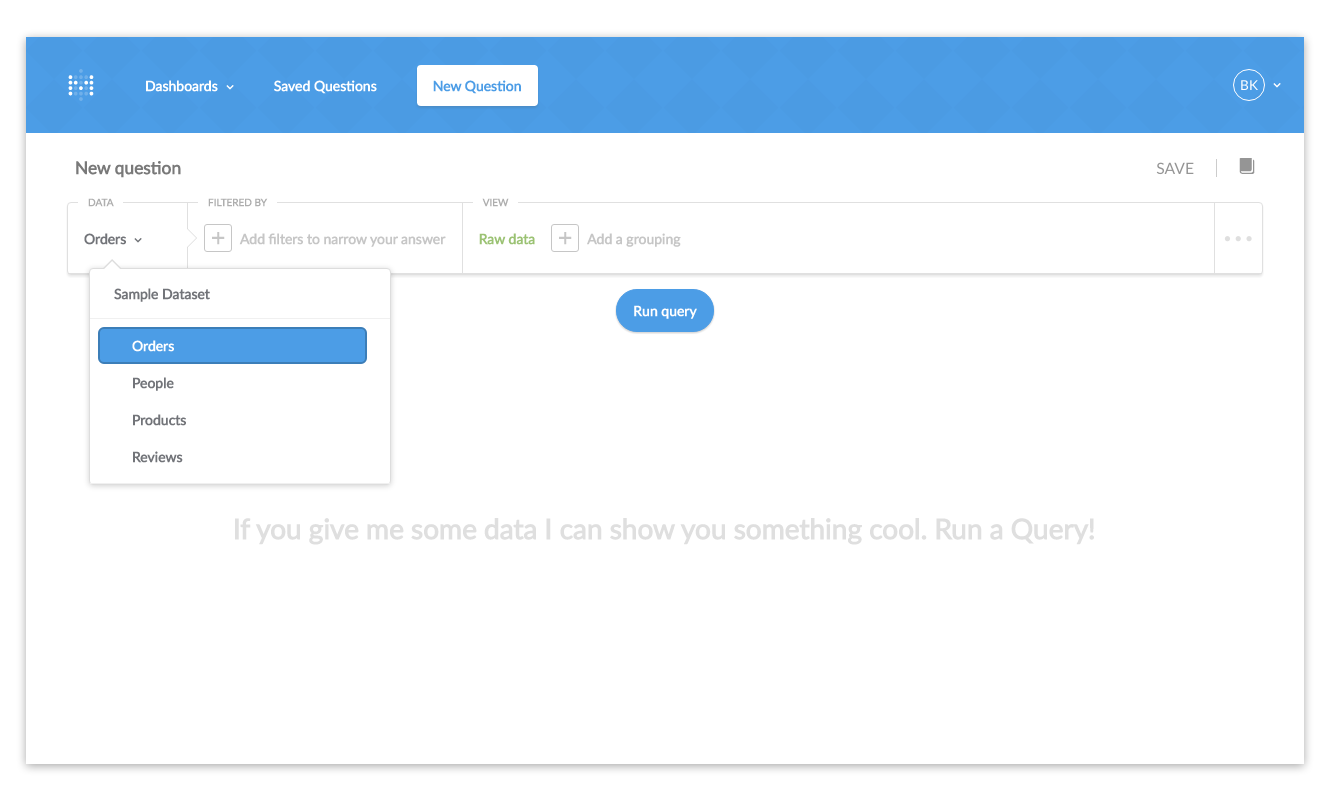 Dashboards Saved Questions New Question BK
New question SAVE
DATA FILTERED BY VIEW
Orders Add filters to narrow your answer Raw data Add a grouping
Sample Dataset
Run query
Orders
People
Products
Reviews
If you give me some data I can show you something cool. Run a Query!